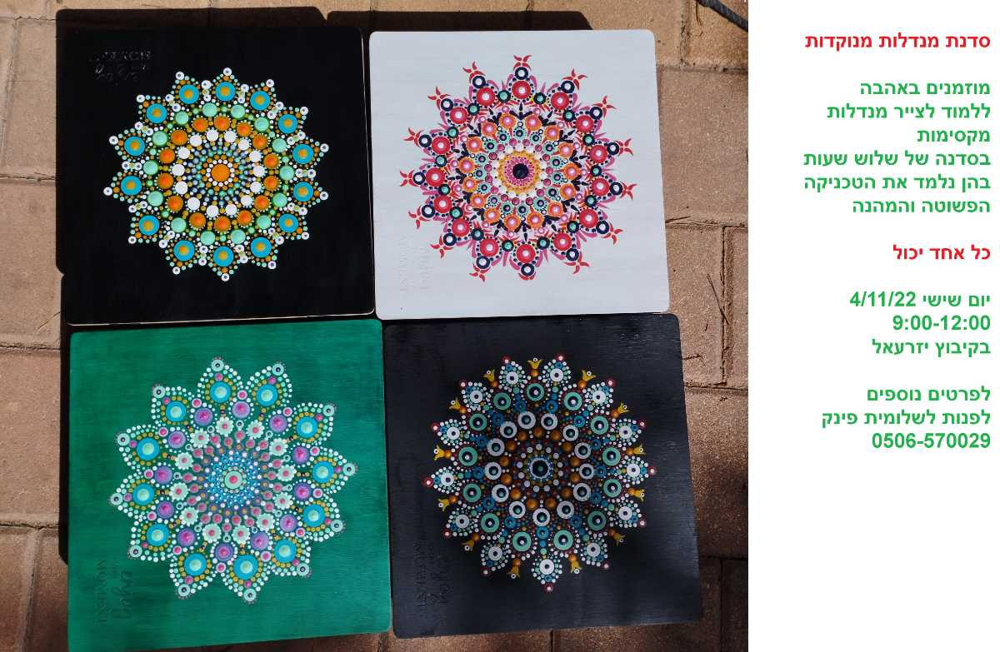 סדנת מנדלות מנוקדות
מוזמנים באהבה
ללמוד לצייר מנדלות
מקסימות
בסדנה של שלוש שעות
בהן נלמד את הטכניקה
הפשוטה והמהנה
כל אחד יכול
יום שישי 4/11/22
9:00-12:00
בקיבוץ יזרעאל
לפרטים נוספים
לפנות לשלומית פינק
0506-570029
enjoy
MOMENT